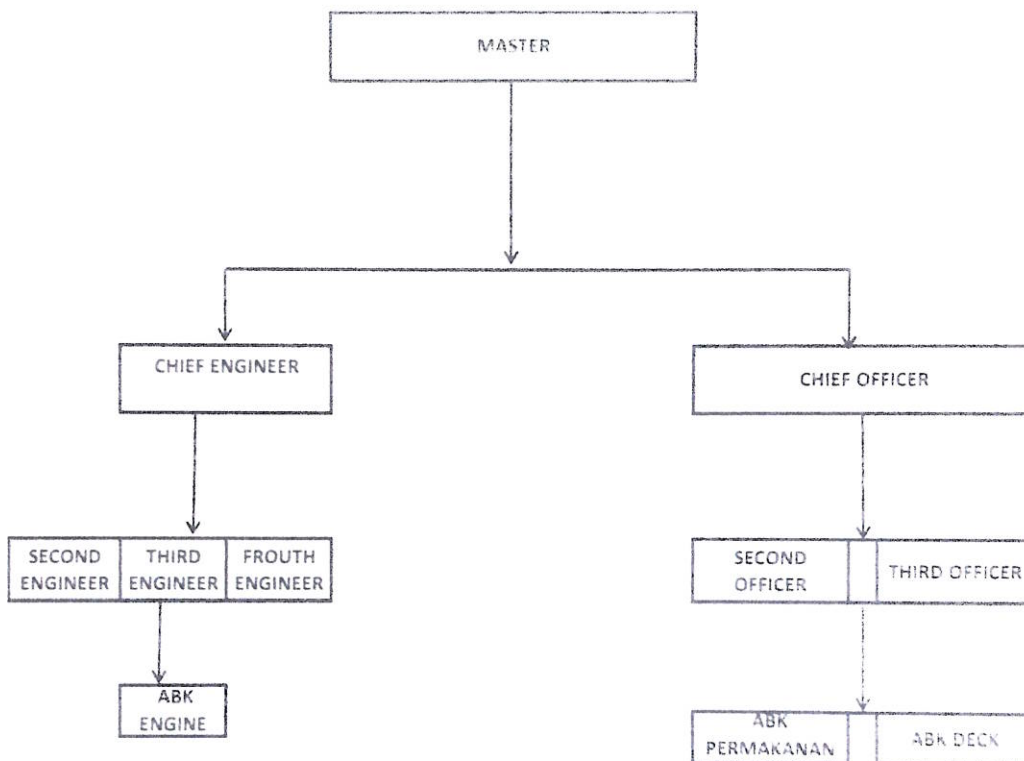 MASTER
CHIEF ENGINEER
CHIEF OFFICER
SECOND
ENGINEER
THIRD
ENGINEER
FROUTH
ENGINEER
SECOND
OFFICER
THIRD OFFICER
ABK
ENGINE
ABK
PERMAKANAN
ABK DECK